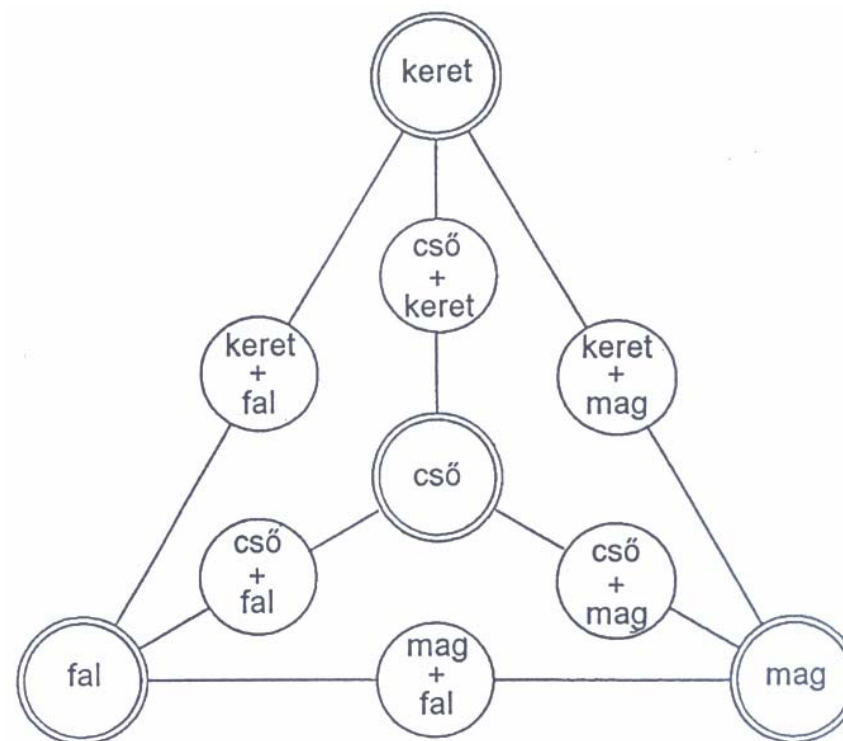 keret
cső
+
keret
keret
+
fal
keret
+
mag
cső
cső
+
fal
cső
+
mag
fal
mag
+
fal
mag